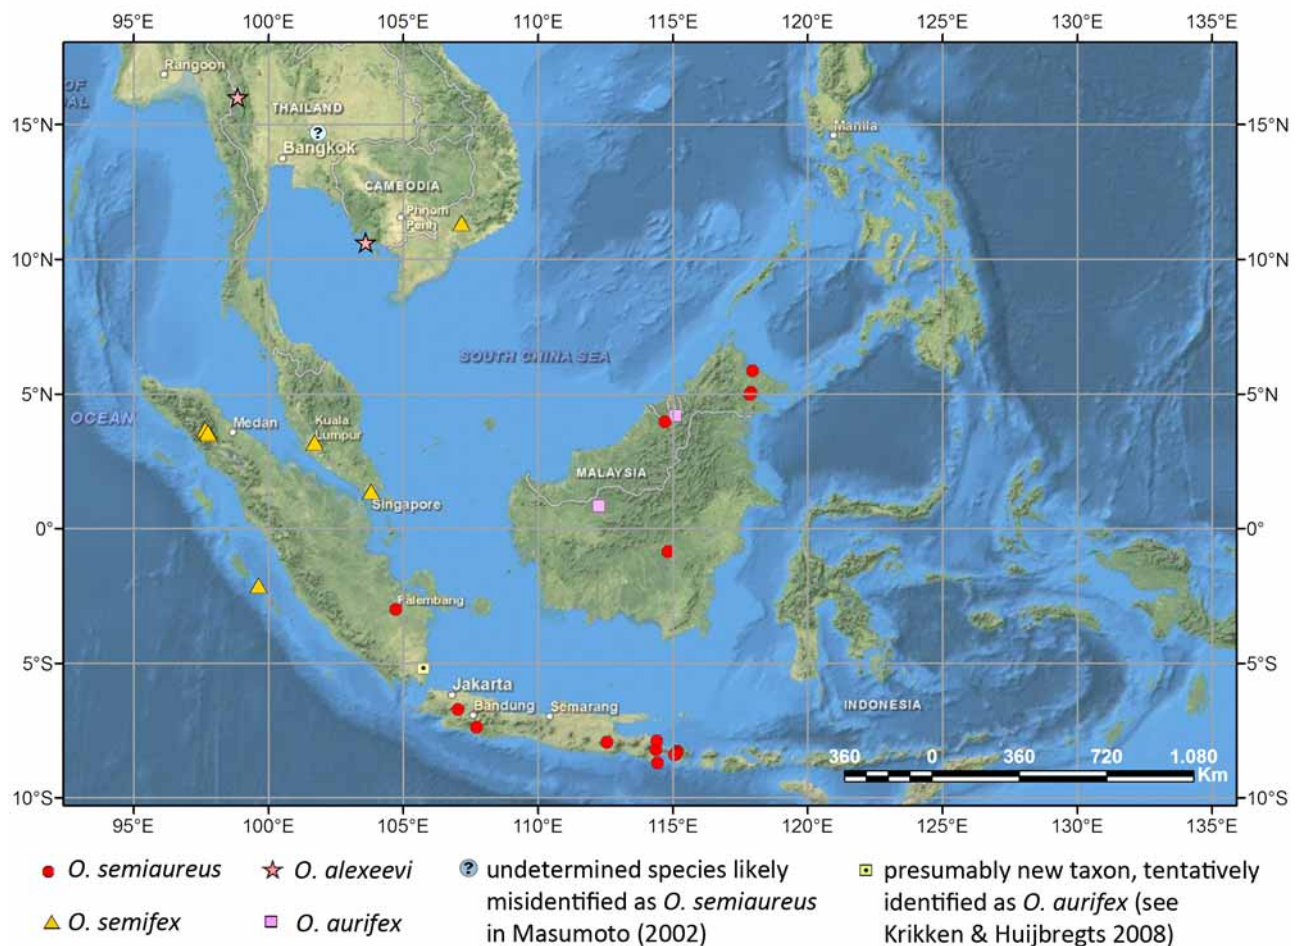 95°E 100°E 105°E 110°E 115°E 120°E 125°E 130°E 135°E
Rangoon
OF
AL
THAILAND
15°N
Manila
15°N
?
Bangkok
CAMBODIA
Phnom
Penh
10°N
10°N
SOUTH CHINA SEA
5°N
5°N
OCEAN
Medan
Kuala
Lumpur
MALAYSIA
Singapore
0°
0°
Palembang
5°S
5°S
Jakarta
Bandung
Semarang
INDONESIA
360 0 360 720 1.080
Km
10°S
10°S
95°E 100°E 105°E 110°E 115°E 120°E 125°E 130°E 135°E
O. semiaureus
O. alexeevi
O. semifex
O. aurifex
? undetermined species likely
misidentified as O. semiaureus
in Masumoto (2002)
presumably new taxon, tentatively
identified as O. aurifex (see
Krikken & Huijbregts 2008)